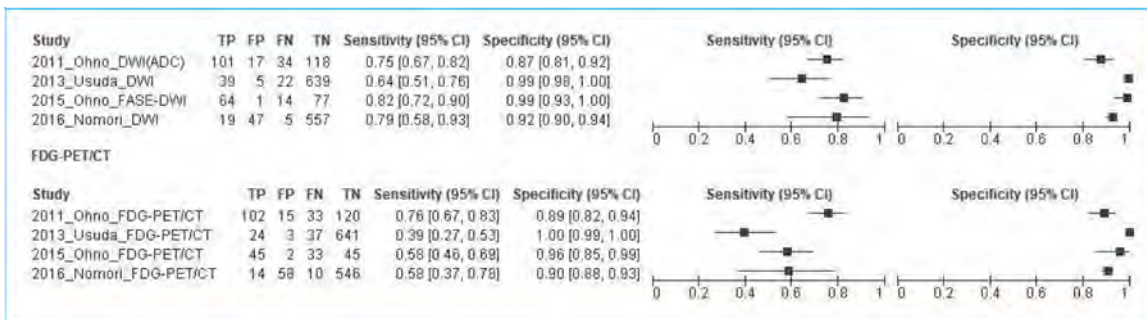 Study TP FP FN TN Sensitivity (95% CI) Specificity (95% CI) Sensitivity (95% CI) Specificity (95% CI)
2011_Ohno_DWI(ADC) 101 17 34 118 0.75 [0.67, 0.82] 0.87 [0.81, 0.92]
2013_Usuda_DWI 39 5 22 639 0.64 [0.51, 0.76] 0.99 [0.98, 1.00]
2015_Ohno_FASE-DWI 64 1 14 77 0.82 [0.72, 0.90] 0.99 [0.93, 1.00]
2016_Nomori_DWI 19 47 5 557 0.79 [0.58, 0.93] 0.92 [0.90, 0.94]
0 0.2 0.4 0.6 0.8 1 0 0.2 0.4 0.6 0.8 1
FDG-PET/CT
Study TP FP FN TN Sensitivity (95% CI) Specificity (95% CI) Sensitivity (95% CI) Specificity (95% CI)
2011_Ohno_FDG-PET/CT 102 15 33 120 0.76 [0.67, 0.83] 0.89 [0.82, 0.94]
2013_Usuda_FDG-PET/CT 24 3 37 641 0.39 [0.27, 0.53] 1.00 [0.99, 1.00]
2015_Ohno_FDG-PET/CT 45 2 33 45 0.58 [0.46, 0.69] 0.96 [0.85, 0.99]
2016_Nomori_FDG-PET/CT 14 58 10 546 0.58 [0.37, 0.78] 0.90 [0.88, 0.93]
0 0.2 0.4 0.6 0.8 1 0 0.2 0.4 0.6 0.8 1